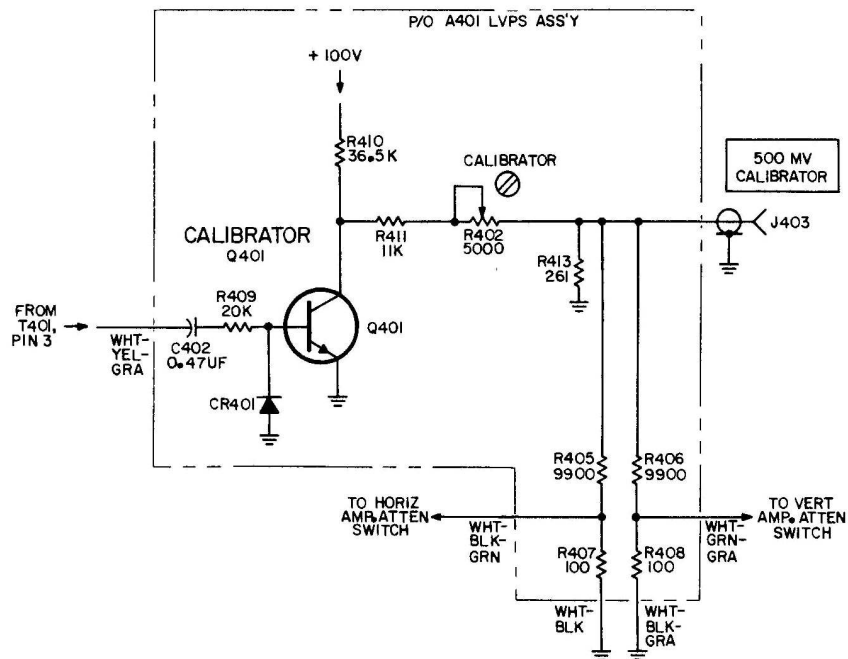 P/O A401 LVPS ASS'Y
+ 100V
R410
36.5K
CALIBRATOR
500 MV
CALIBRATOR
J403
R411
11K
R402
5000
R413
261
CALIBRATOR
Q401
R409
20K
Q401
FROM
T401,
PIN 3
WHT-
YEL-
GRA
C402
0.47UF
CR401
R405
9900
R406
9900
TO HORIZ
AMP. ATTEN
SWITCH
WHT-
BLK-
GRN
TO VERT
AMP. ATTEN
SWITCH
WHT-
GRN-
GRA
R407
100
R408
100
WHT-
BLK
WHT-
BLK-
GRA